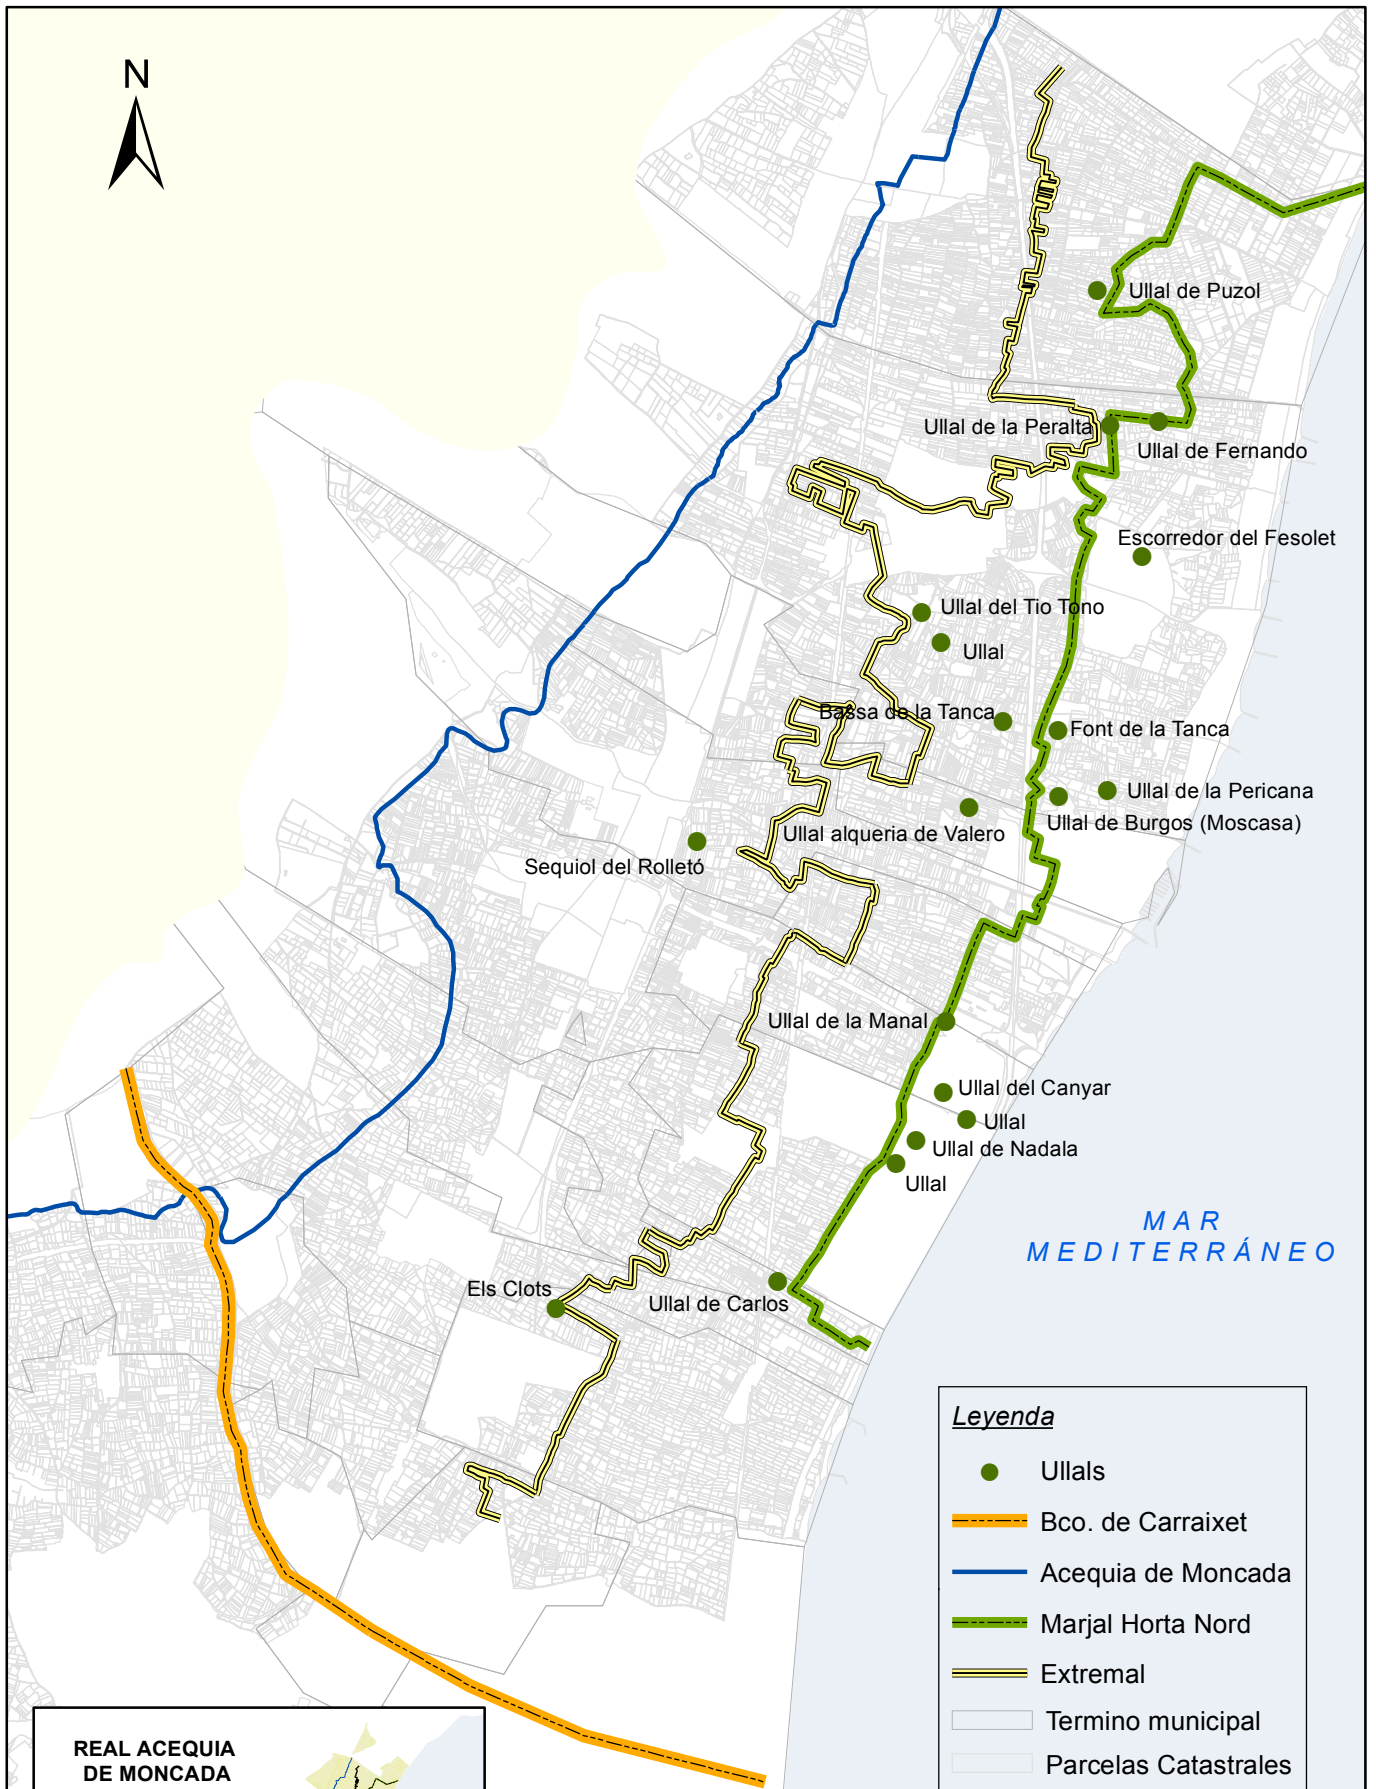 N
Ullal de Puzol
Ullal de la Peralta
Ullal de Fernando
Escorredor del Fesolet
Ullal del Tio Tono
Ullal
Bassa de la Tanca
Font de la Tanca
Ullal de la Pericana
Ullal de Burgos (Moscasa)
Ullal alqueria de Valero
Sequiol del Rolletó
Ullal de la Manal
Ullal del Canyar
Ullal
Ullal de Nadala
Ullal
MAR
MEDITERRÁNEO
Els Clots
Ullal de Carlos
Leyenda
Ullals
Bco. de Carraixet
Acequia de Moncada
Marjal Horta Nord
Extremal
Termino municipal
Parcelas Catastrales
REAL ACEQUIA
DE MONCADA